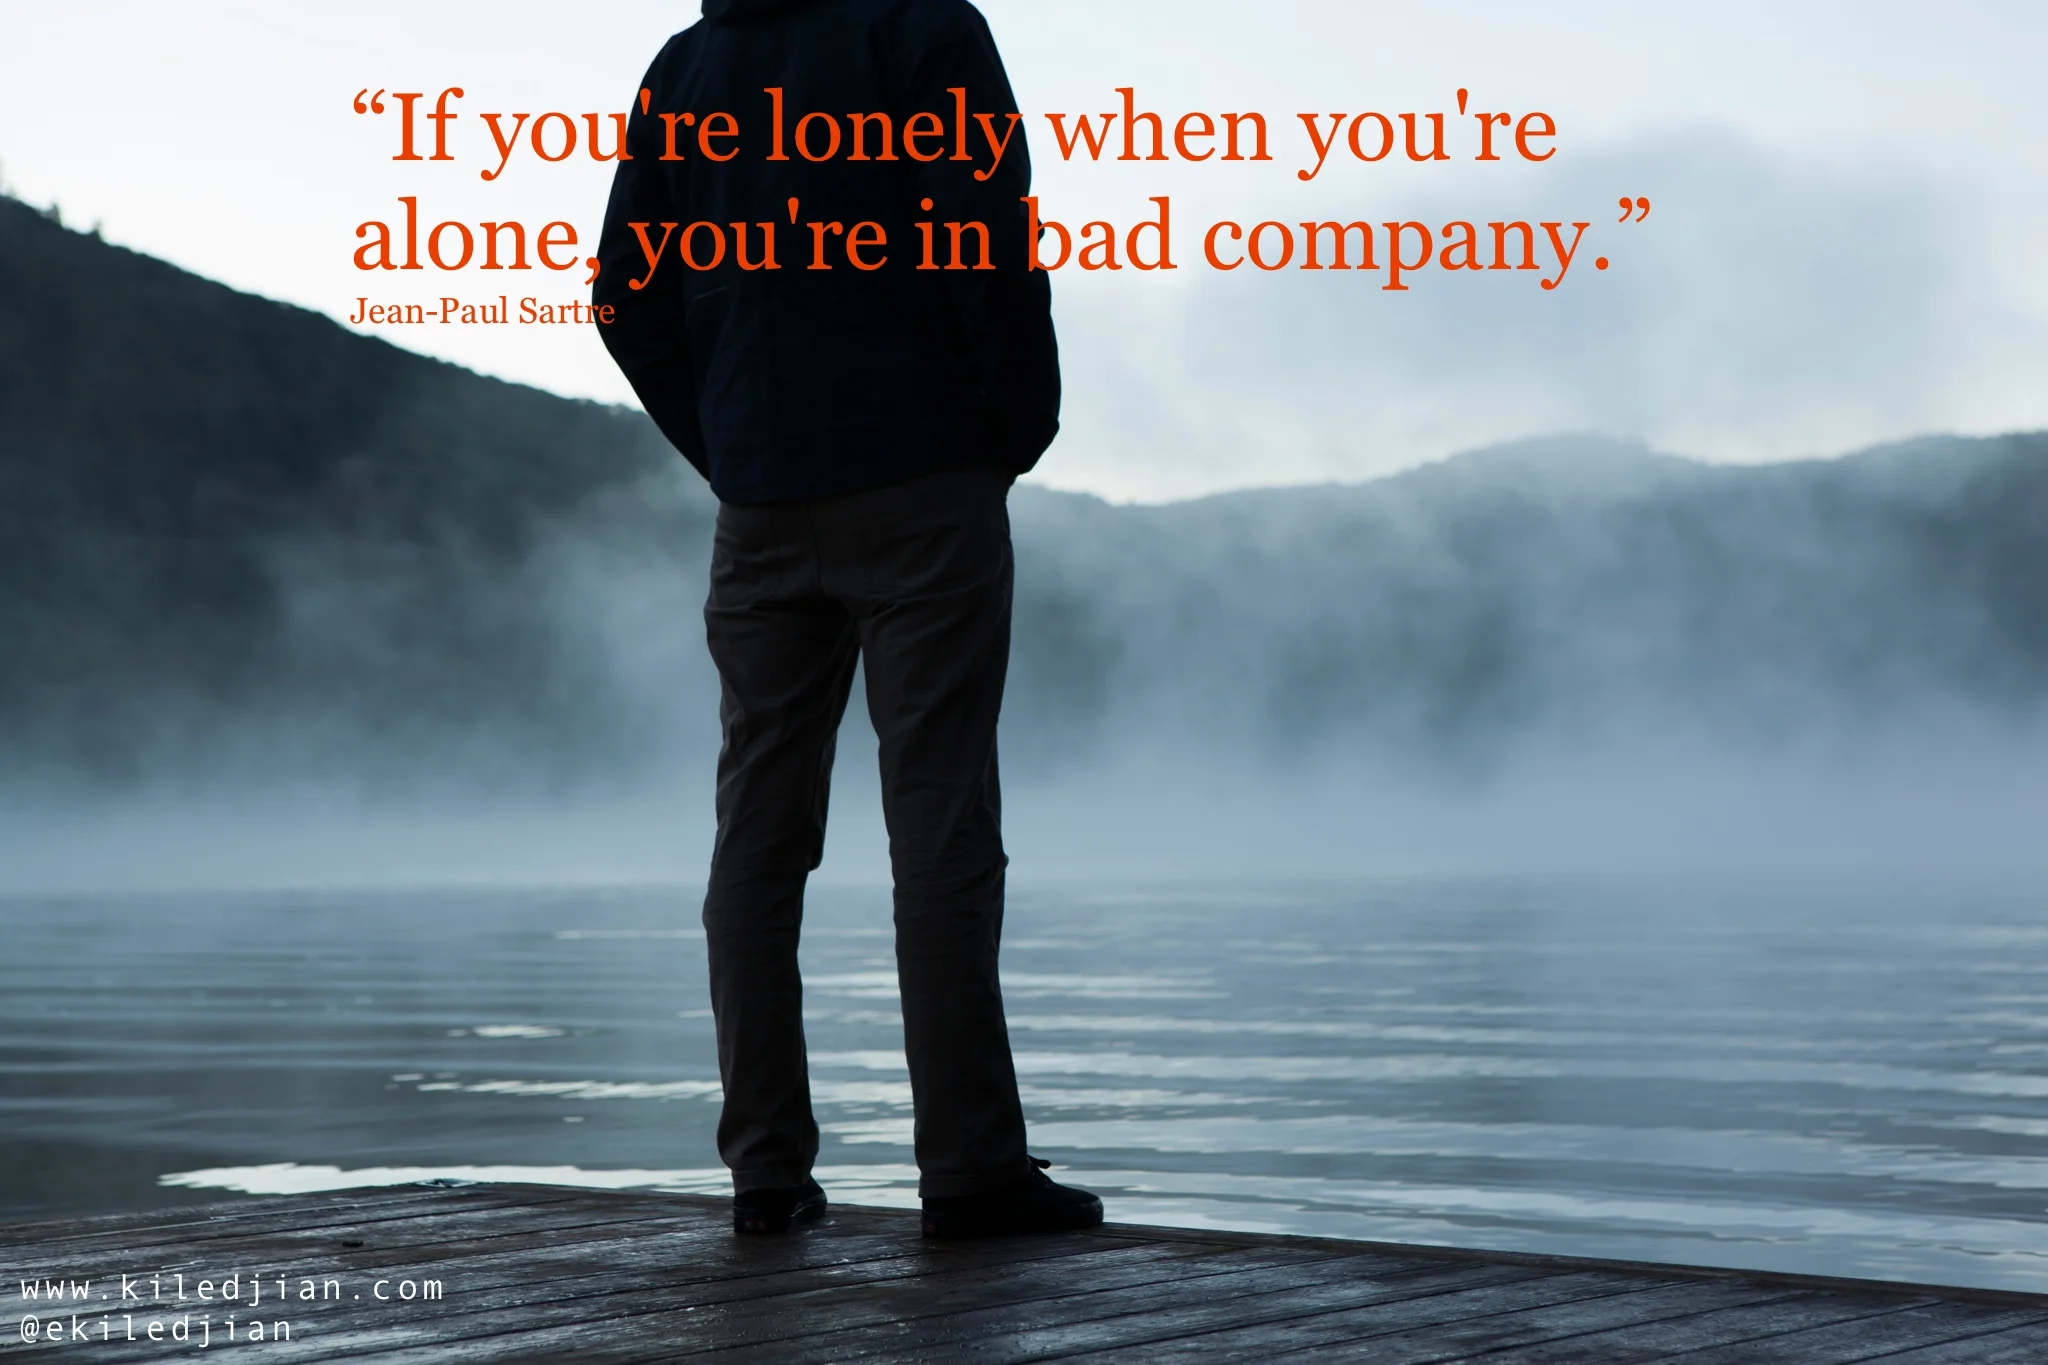 “If you're lonely when you're
alone, you're in bad company.”
Jean-Paul Sartre
www.kiledjian.com
@ekiledjian